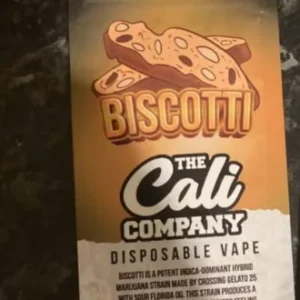 BISCOTTI
THE
Cali
COMPANY
DISPOSABLE VAPE
BISCOTTI IS A POTENT INDICA-DOMINANT HYBRID
MARIJUANA STRAIN MADE BY CROSSING GELATO 25
WITH SOUR FLORIDA OG. THIS STRAIN PRODUCES A